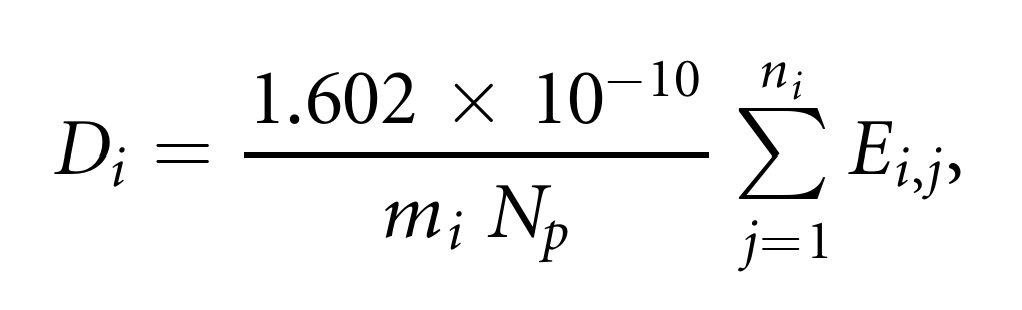 D_i = \frac{1.602 \times 10^{-10}}{m_i N_p} \sum_{j=1}^{n_i} E_{i,j},